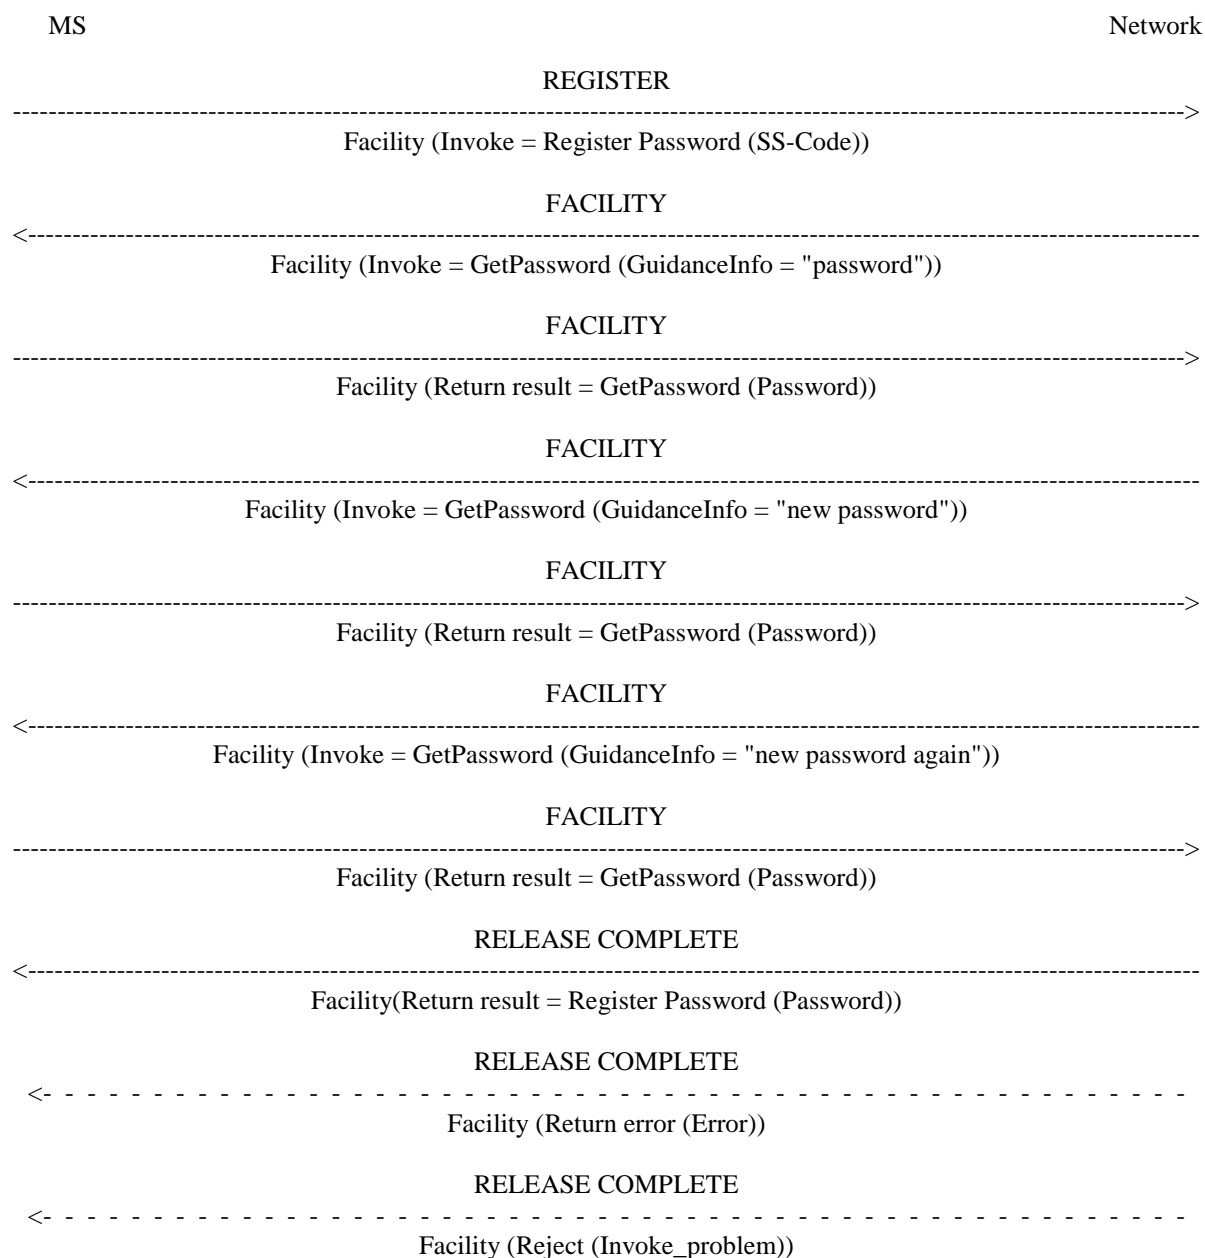 MS Network
REGISTER
------------------------------------------------------------------------------------------------------------------------------------>
Facility (Invoke = Register Password (SS-Code))
FACILITY
<------------------------------------------------------------------------------------------------------------------------------------
Facility (Invoke = GetPassword (GuidanceInfo = "password"))
FACILITY
------------------------------------------------------------------------------------------------------------------------------------>
Facility (Return result = GetPassword (Password))
FACILITY
<------------------------------------------------------------------------------------------------------------------------------------
Facility (Invoke = GetPassword (GuidanceInfo = "new password"))
FACILITY
------------------------------------------------------------------------------------------------------------------------------------>
Facility (Return result = GetPassword (Password))
FACILITY
<------------------------------------------------------------------------------------------------------------------------------------
Facility (Invoke = GetPassword (GuidanceInfo = "new password again"))
FACILITY
------------------------------------------------------------------------------------------------------------------------------------>
Facility (Return result = GetPassword (Password))
RELEASE COMPLETE
<------------------------------------------------------------------------------------------------------------------------------------
Facility(Return result = Register Password (Password))
RELEASE COMPLETE
<- - - - - - - - - - - - - - - - - - - - - - - - - - - - - - - - - - - - - - - - - - - - - - - - - - - -
Facility (Return error (Error))
RELEASE COMPLETE
<- - - - - - - - - - - - - - - - - - - - - - - - - - - - - - - - - - - - - - - - - - - - - - - - - - - -
Facility (Reject (Invoke_problem))